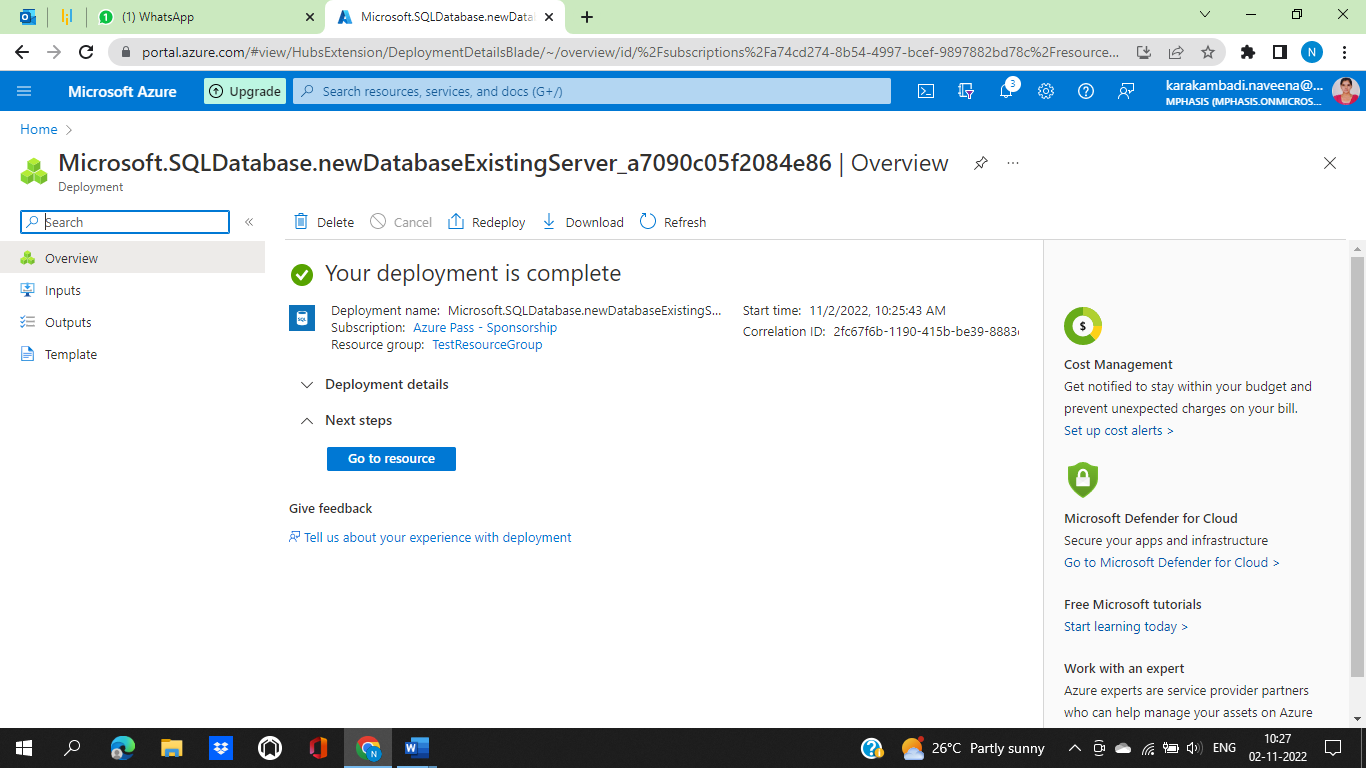 (1) WhatsApp
Microsoft.SQLDatabase.newData
portal.azure.com/#view/HubsExtension/DeploymentDetailsBlade/~/overview/id/%2Fsubscriptions%2Fa74cd274-8b54-4997-bcef-9897882bd78c%2Fresource...
N
Microsoft Azure
Upgrade
Search resources, services, and docs (G+/)
3
karakambadi.naveena@...
MPHASIS (MPHASIS.ONMICROS...
Home >
Microsoft.SQLDatabase.newDatabaseExistingServer_a7090c05f2084e86 | Overview
Deployment
Search
«
Delete
Cancel
Redeploy
Download
Refresh
Overview
Inputs
Outputs
Template
Your deployment is complete
SQL
Deployment name: Microsoft.SQLDatabase.newDatabaseExistingS...
Subscription: Azure Pass - Sponsorship
Resource group: TestResourceGroup
Start time: 11/2/2022, 10:25:43 AM
Correlation ID: 2fc67f6b-1190-415b-be39-8883
Deployment details
Next steps
Go to resource
Give feedback
Tell us about your experience with deployment
$
Cost Management
Get notified to stay within your budget and
prevent unexpected charges on your bill.
Set up cost alerts >
Microsoft Defender for Cloud
Secure your apps and infrastructure
Go to Microsoft Defender for Cloud >
Free Microsoft tutorials
Start learning today >
Work with an expert
Azure experts are service provider partners
who can help manage your assets on Azure
26°C Partly sunny
ENG
10:27
02-11-2022